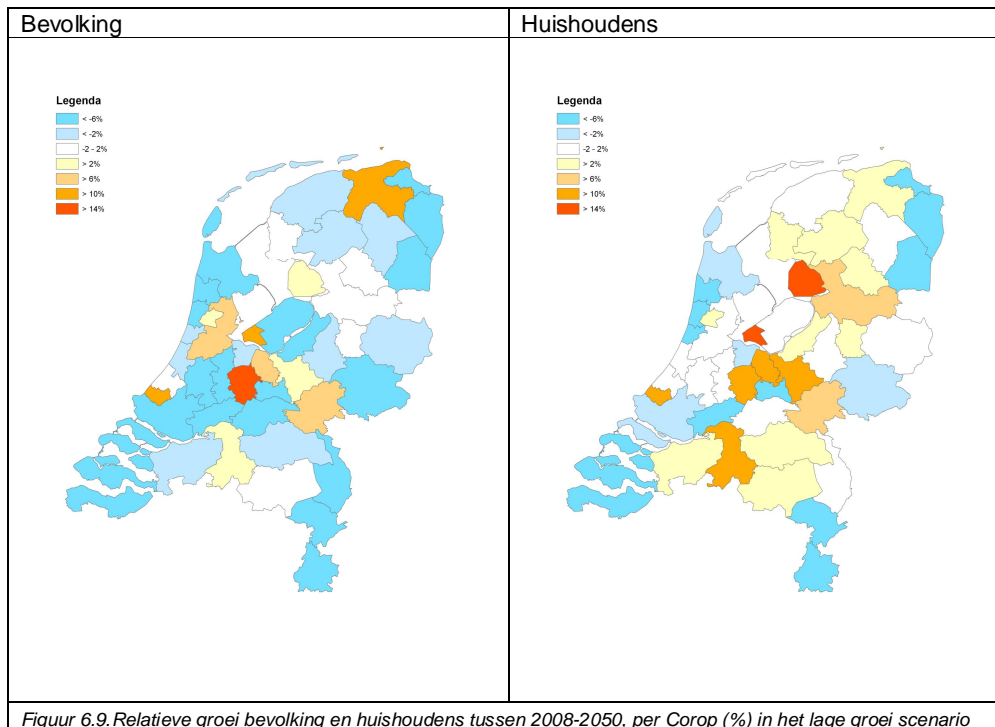 Bevolking
Huishoudens
Legenda
< -6%
< -2%
-2 - 2%
> 2%
> 6%
> 10%
> 14%
Legenda
< -6%
< -2%
-2 - 2%
> 2%
> 6%
> 10%
> 14%
Figuur 6.9. Relatieve groei bevolking en huishoudens tussen 2008-2050, per Corop (%) in het lage groei scenario